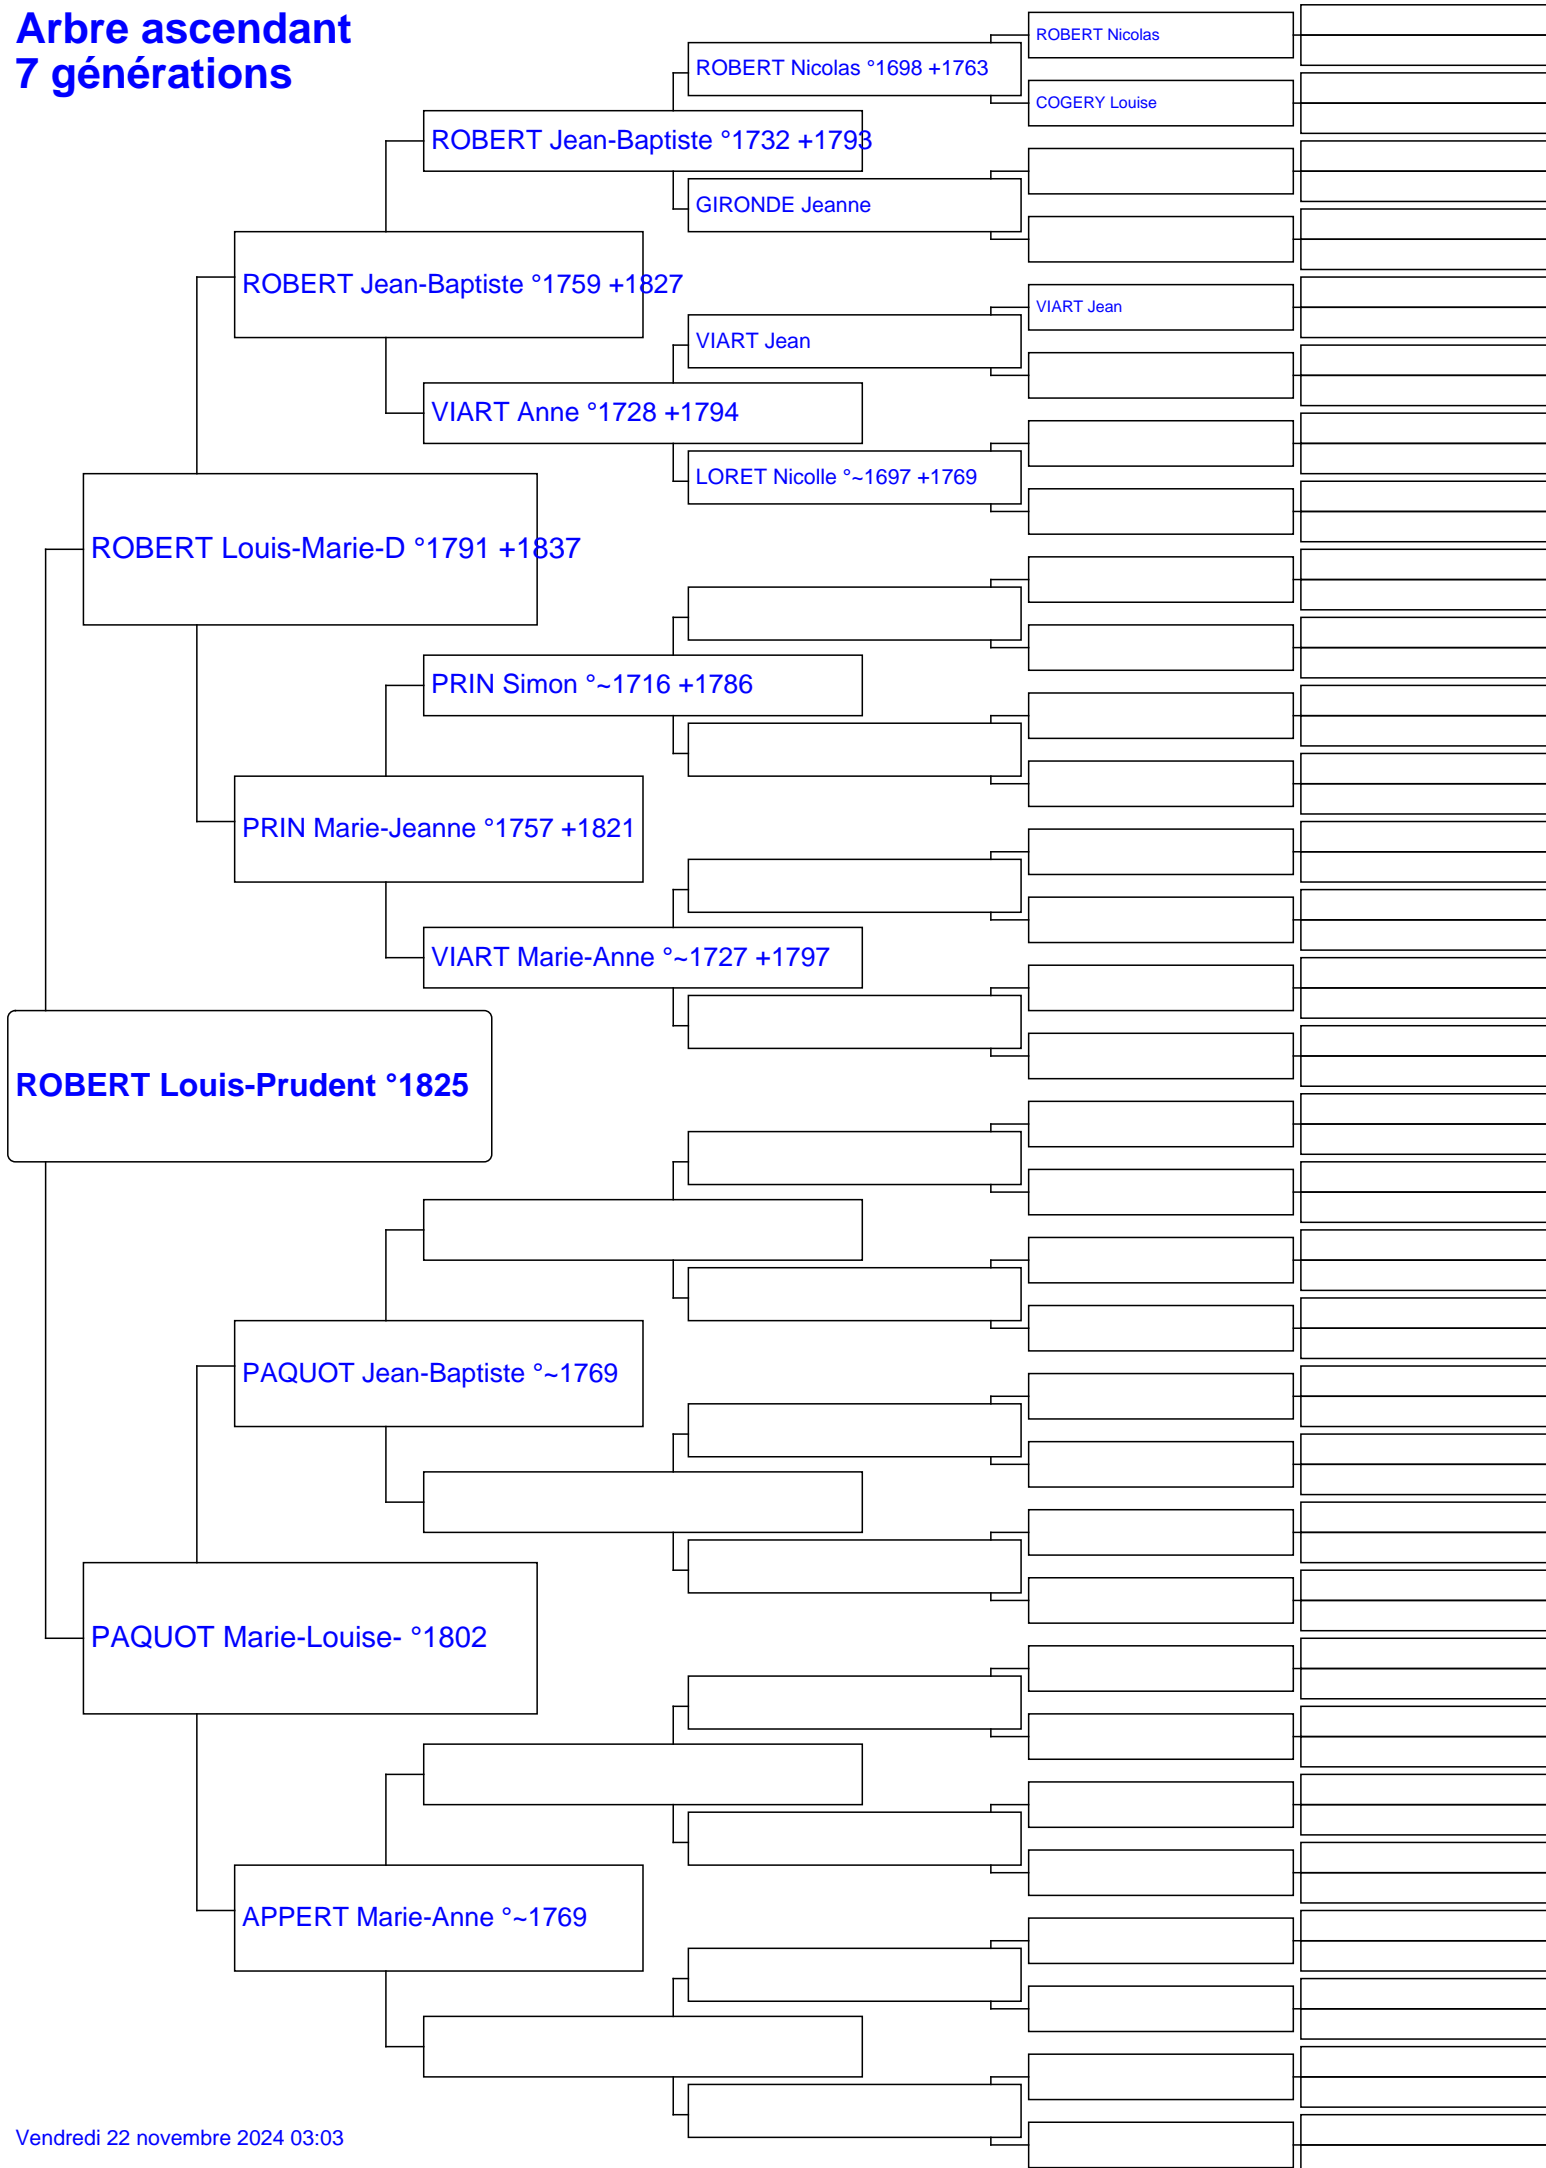 Arbre ascendant
7 générations
ROBERT Nicolas
ROBERT Nicolas °1698 +1763
COGERY Louise
ROBERT Jean-Baptiste °1732 +1793
GIRONDE Jeanne
ROBERT Jean-Baptiste °1759 +1827
VIART Jean
VIART Jean
VIART Anne °1728 +1794
LORET Nicolle °~1697 +1769
ROBERT Louis-Marie-D °1791 +1837
PRIN Simon °~1716 +1786
PRIN Marie-Jeanne °1757 +1821
VIART Marie-Anne °~1727 +1797
ROBERT Louis-Prudent °1825
PAQUOT Jean-Baptiste °~1769
PAQUOT Marie-Louise- °1802
APPERT Marie-Anne °~1769
Vendredi 22 novembre 2024 03:03